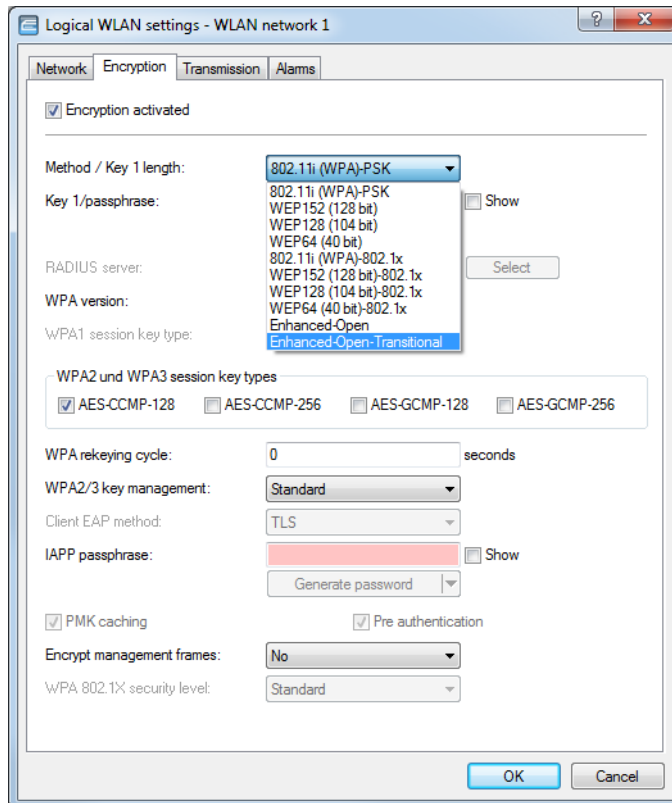 Logical WLAN settings - WLAN network 1
Network Encryption Transmission Alarms
Encryption activated
Method / Key 1 length: 802.11i (WPA)-PSK
802.11i (WPA)-PSK
Key 1/passphrase: Show
WEP152 (128 bit)
WEP128 (104 bit)
WEP64 (40 bit)
802.11i (WPA)-802.1x
RADIUS server: Select
WEP152 (128 bit)-802.1x
WEP128 (104 bit)-802.1x
WPA version:
WEP64 (40 bit)-802.1x
Enhanced-Open
WPA1 session key type:
Enhanced-Open-Transitional
WPA2 und WPA3 session key types
AES-CCMP-128 AES-CCMP-256 AES-GCMP-128 AES-GCMP-256
WPA rekeying cycle: 0 seconds
WPA2/3 key management: Standard
Client EAP method: TLS
IAPP passphrase: Show
Generate password
PMK caching Pre authentication
Encrypt management frames: No
WPA 802.1X security level: Standard
OK Cancel